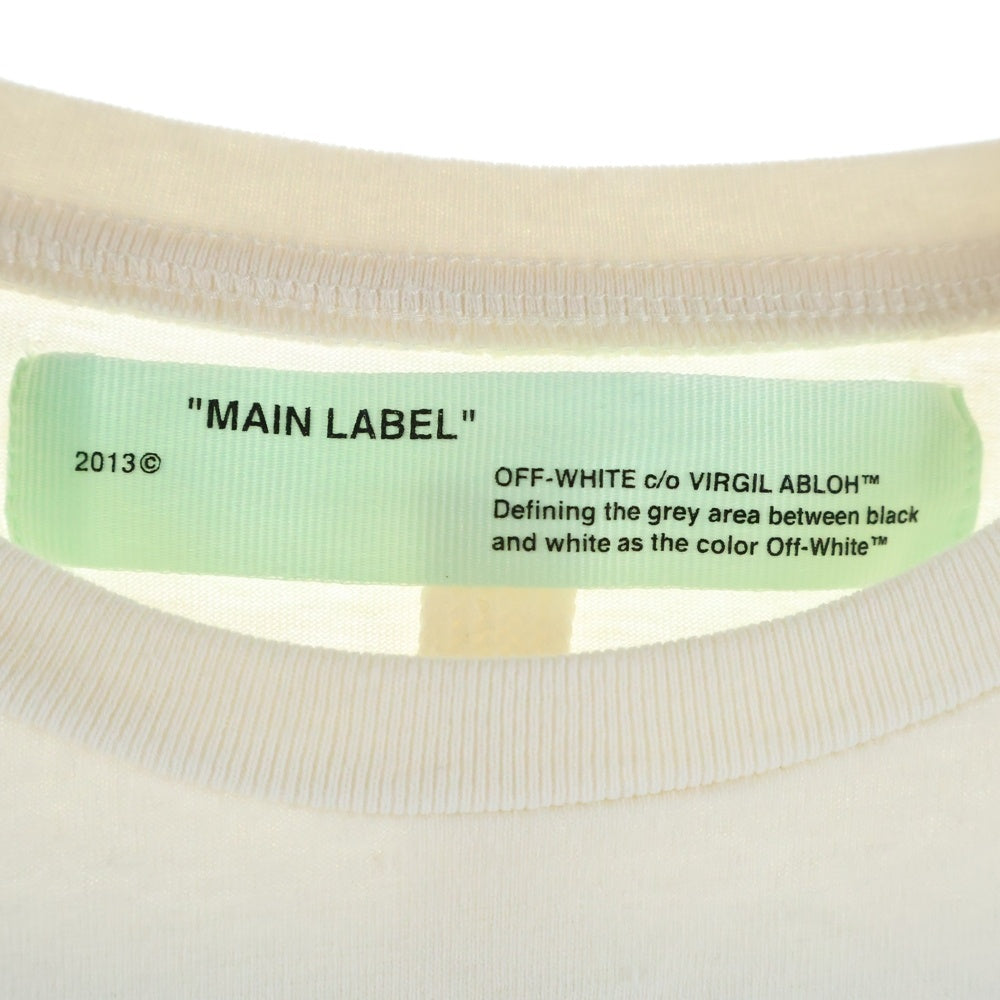 "MAIN LABEL"
2013©
OFF-WHITE c/o VIRGIL ABLOH™
Defining the grey area between black
and white as the color Off-White™